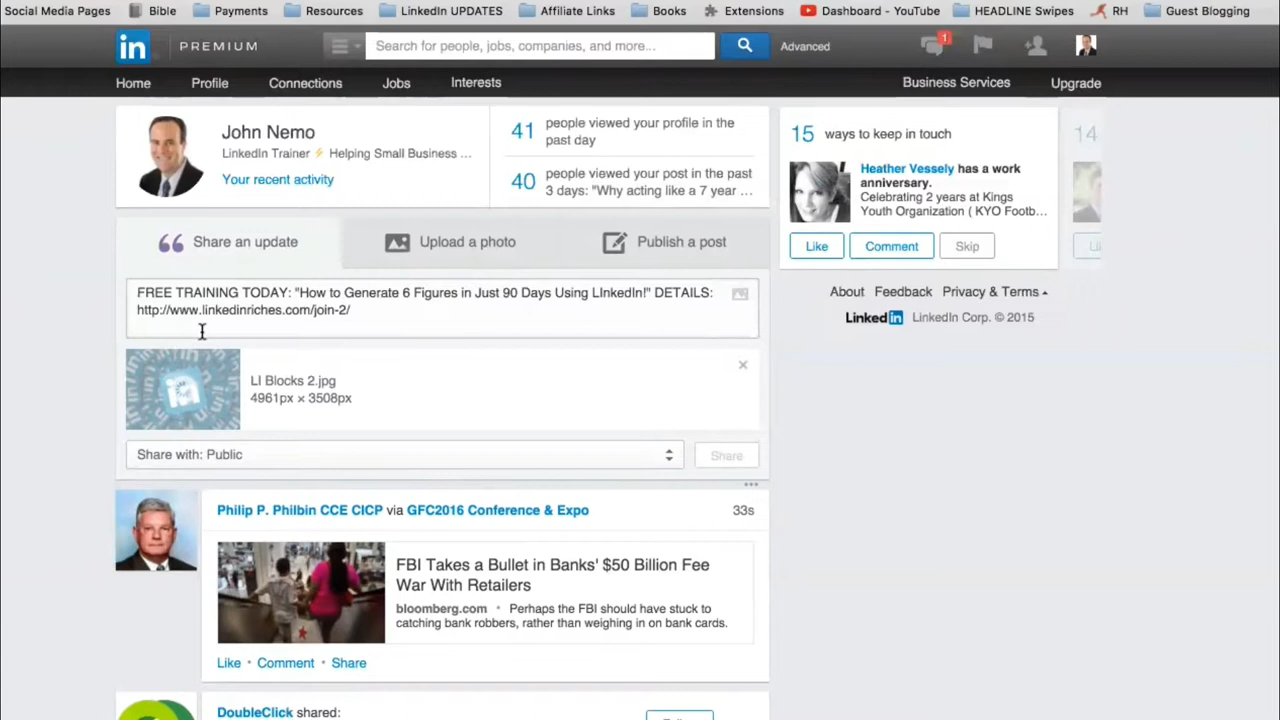 Social Media Pages Bible Payments Resources LinkedIn UPDATES Affiliate Links Books Extensions Dashboard - YouTube HEADLINE Swipes RH Guest Blogging
in PREMIUM Search for people, jobs, companies, and more... Advanced 1
Home Profile Connections Jobs Interests Business Services Upgrade
John Nemo
LinkedIn Trainer ⚡ Helping Small Business ...
Your recent activity
41 people viewed your profile in the
past day
40 people viewed your post in the past
3 days: "Why acting like a 7 year ...
15 ways to keep in touch
14
Heather Vessely has a work
anniversary.
Celebrating 2 years at Kings
Youth Organization ( KYO Footb...
Like Comment Skip Li
Share an update Upload a photo Publish a post
FREE TRAINING TODAY: "How to Generate 6 Figures in Just 90 Days Using LInkedIn!" DETAILS:
http://www.linkedinriches.com/join-2/
About Feedback Privacy & Terms
Linked in LinkedIn Corp. © 2015
in
LI Blocks 2.jpg
4961px × 3508px
Share with: Public Share
Philip P. Philbin CCE CICP via GFC2016 Conference & Expo 33s
FBI Takes a Bullet in Banks' $50 Billion Fee
War With Retailers
bloomberg.com • Perhaps the FBI should have stuck to
catching bank robbers, rather than weighing in on bank cards.
Like • Comment • Share
DoubleClick shared: